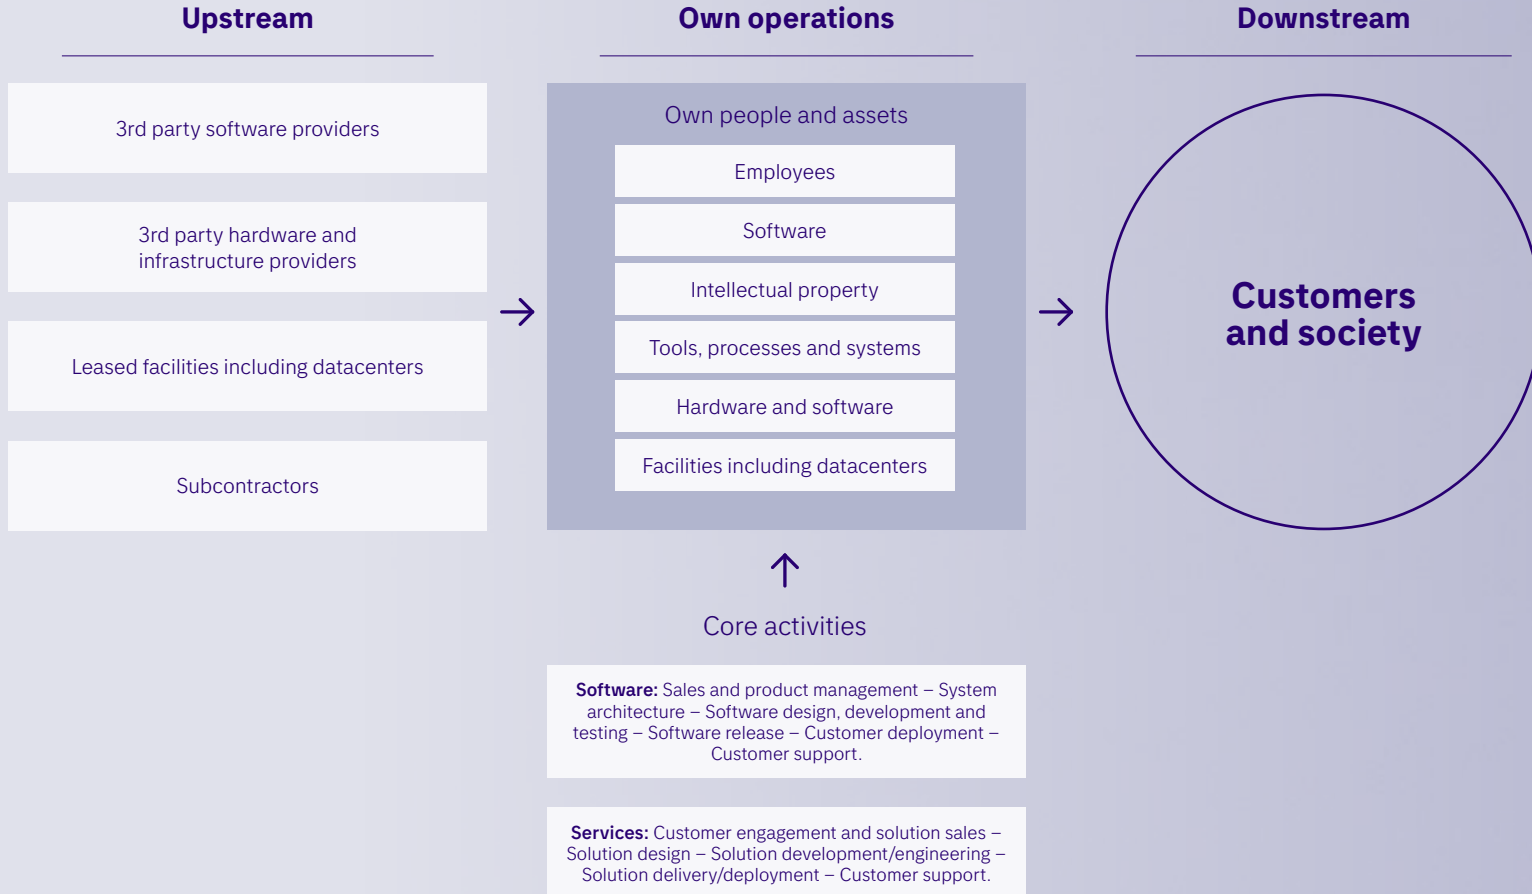 Upstream
3rd party software providers
3rd party hardware and
infrastructure providers
Leased facilities including datacenters
Subcontractors
Own operations
Own people and assets
Employees
Software
Intellectual property
Tools, processes and systems
Hardware and software
Facilities including datacenters
Core activities
Software: Sales and product management – System
architecture – Software design, development and
testing – Software release – Customer deployment –
Customer support.
Services: Customer engagement and solution sales –
Solution design – Solution development/engineering –
Solution delivery/deployment – Customer support.
Downstream
Customers
and society